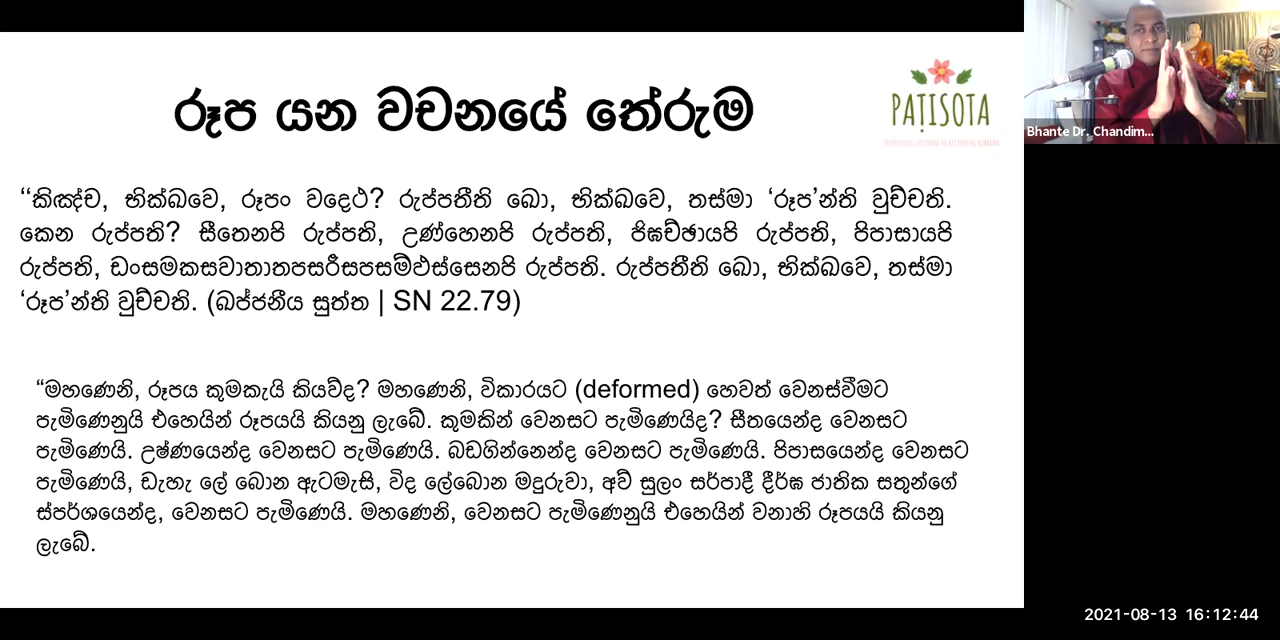 රූප යන වචනයේ තේරුම
PAṬISOTA
Bhante Dr. Chandim...
“කිඤ්ච, භික්ඛවෙ, රූපං වදෙථ? රුප්පතීති ඛො, භික්ඛවෙ, තස්මා ‘රූප’න්ති වුච්චති.
කෙන රුප්පති? සීතෙනපි රුප්පති, උණ්හෙනපි රුප්පති, ජිඝච්ඡායපි රුප්පති, පිපාසායපි
රුප්පති, ඩංසමකසවාතාතපසරීසපසම්ඵස්සෙනපි රුප්පති. රුප්පතීති ඛො, භික්ඛවෙ, තස්මා
‘රූප’න්ති වුච්චති. (ඛජ්ජනීය සුත්ත | SN 22.79)
“මහණෙනි, රූපය කුමකැයි කියව්ද? මහණෙනි, විකාරයට (deformed) හෙවත් වෙනස්වීමට
පැමිණෙනුයි එහෙයින් රූපයයි කියනු ලැබේ. කුමකින් වෙනසට පැමිණෙයිද? සීතයෙන්ද වෙනසට
පැමිණෙයි. උෂ්ණයෙන්ද වෙනසට පැමිණෙයි. බඩගින්නෙන්ද වෙනසට පැමිණෙයි. පිපාසයෙන්ද වෙනසට
පැමිණෙයි, ඩැහැ ලේ බොන ඇටමැසි, විද ලේබොන මදුරුවා, අව් සුලං සර්පාදී දීර්ඝ ජාතික සතුන්ගේ
ස්පර්ශයෙන්ද, වෙනසට පැමිණෙයි. මහණෙනි, වෙනසට පැමිණෙනුයි එහෙයින් වනාහි රූපයයි කියනු
ලැබේ.
2021-08-13 16:12:44